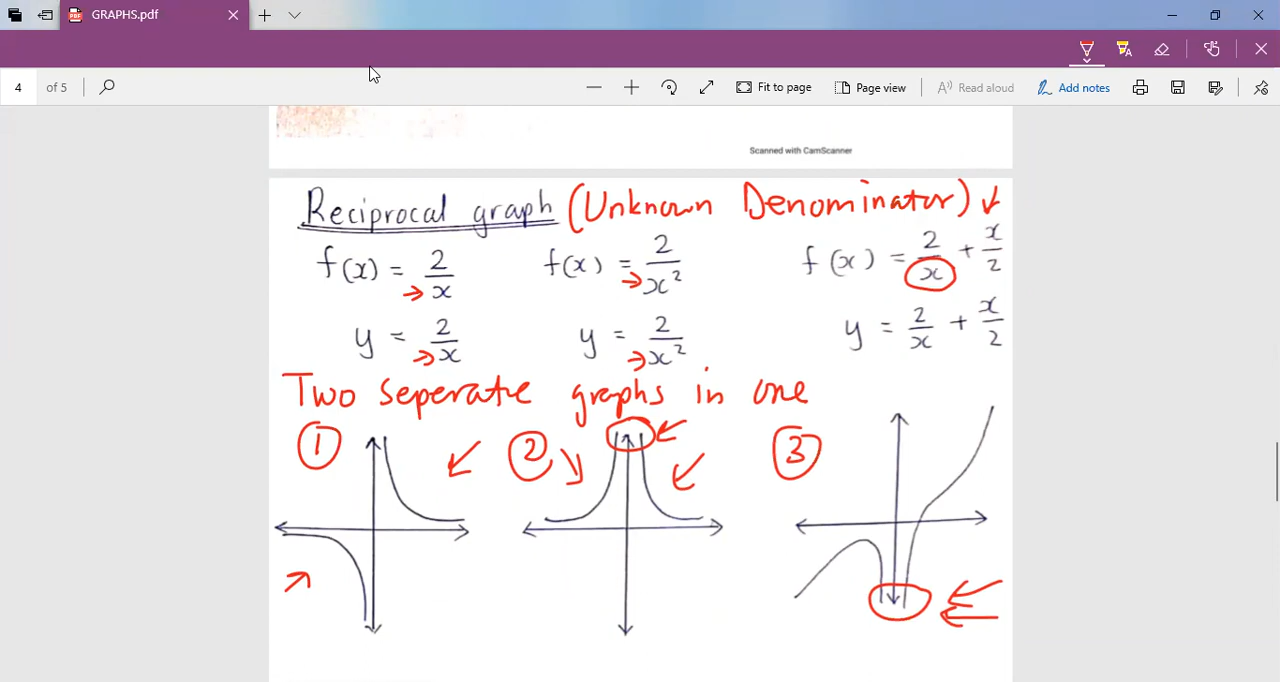 GRAPHS.pdf
4 of 5
Fit to page
Page view
Read aloud
Add notes
Scanned with CamScanner
Reciprocal graph (Unknown Denominator)
f(x) = 2/x
f(x) = 2/x²
f(x) = 2/x + x/2
y = 2/x
y = 2/x²
y = 2/x + x/2
Two seperate graphs in one
1
2
3